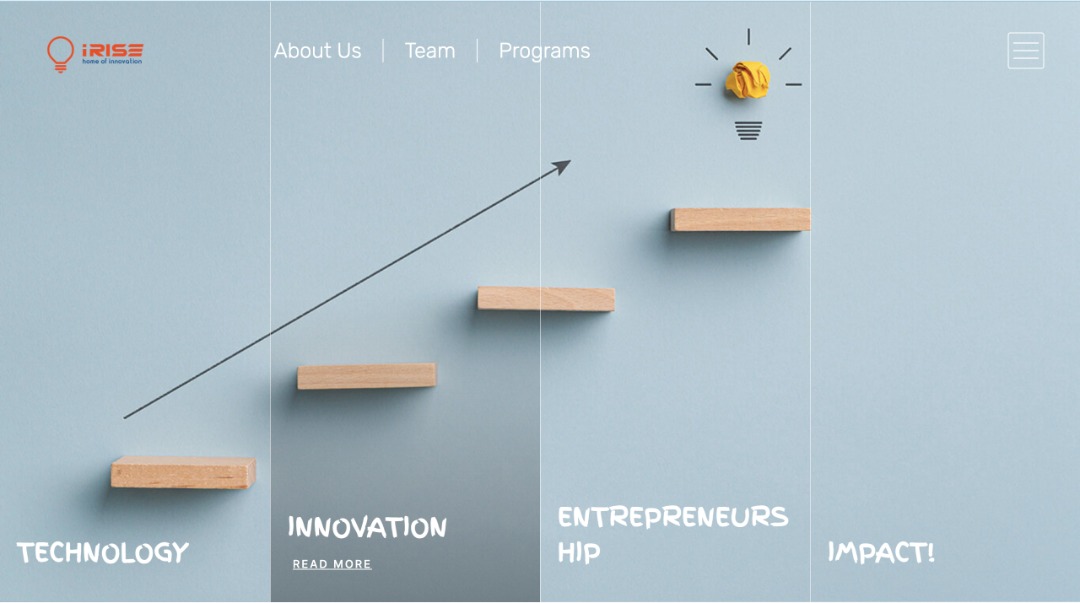 iRISE
home of innovation
About Us | Team | Programs
TECHNOLOGY
INNOVATION
READ MORE
ENTREPRENEURS
HIP
IMPACT!